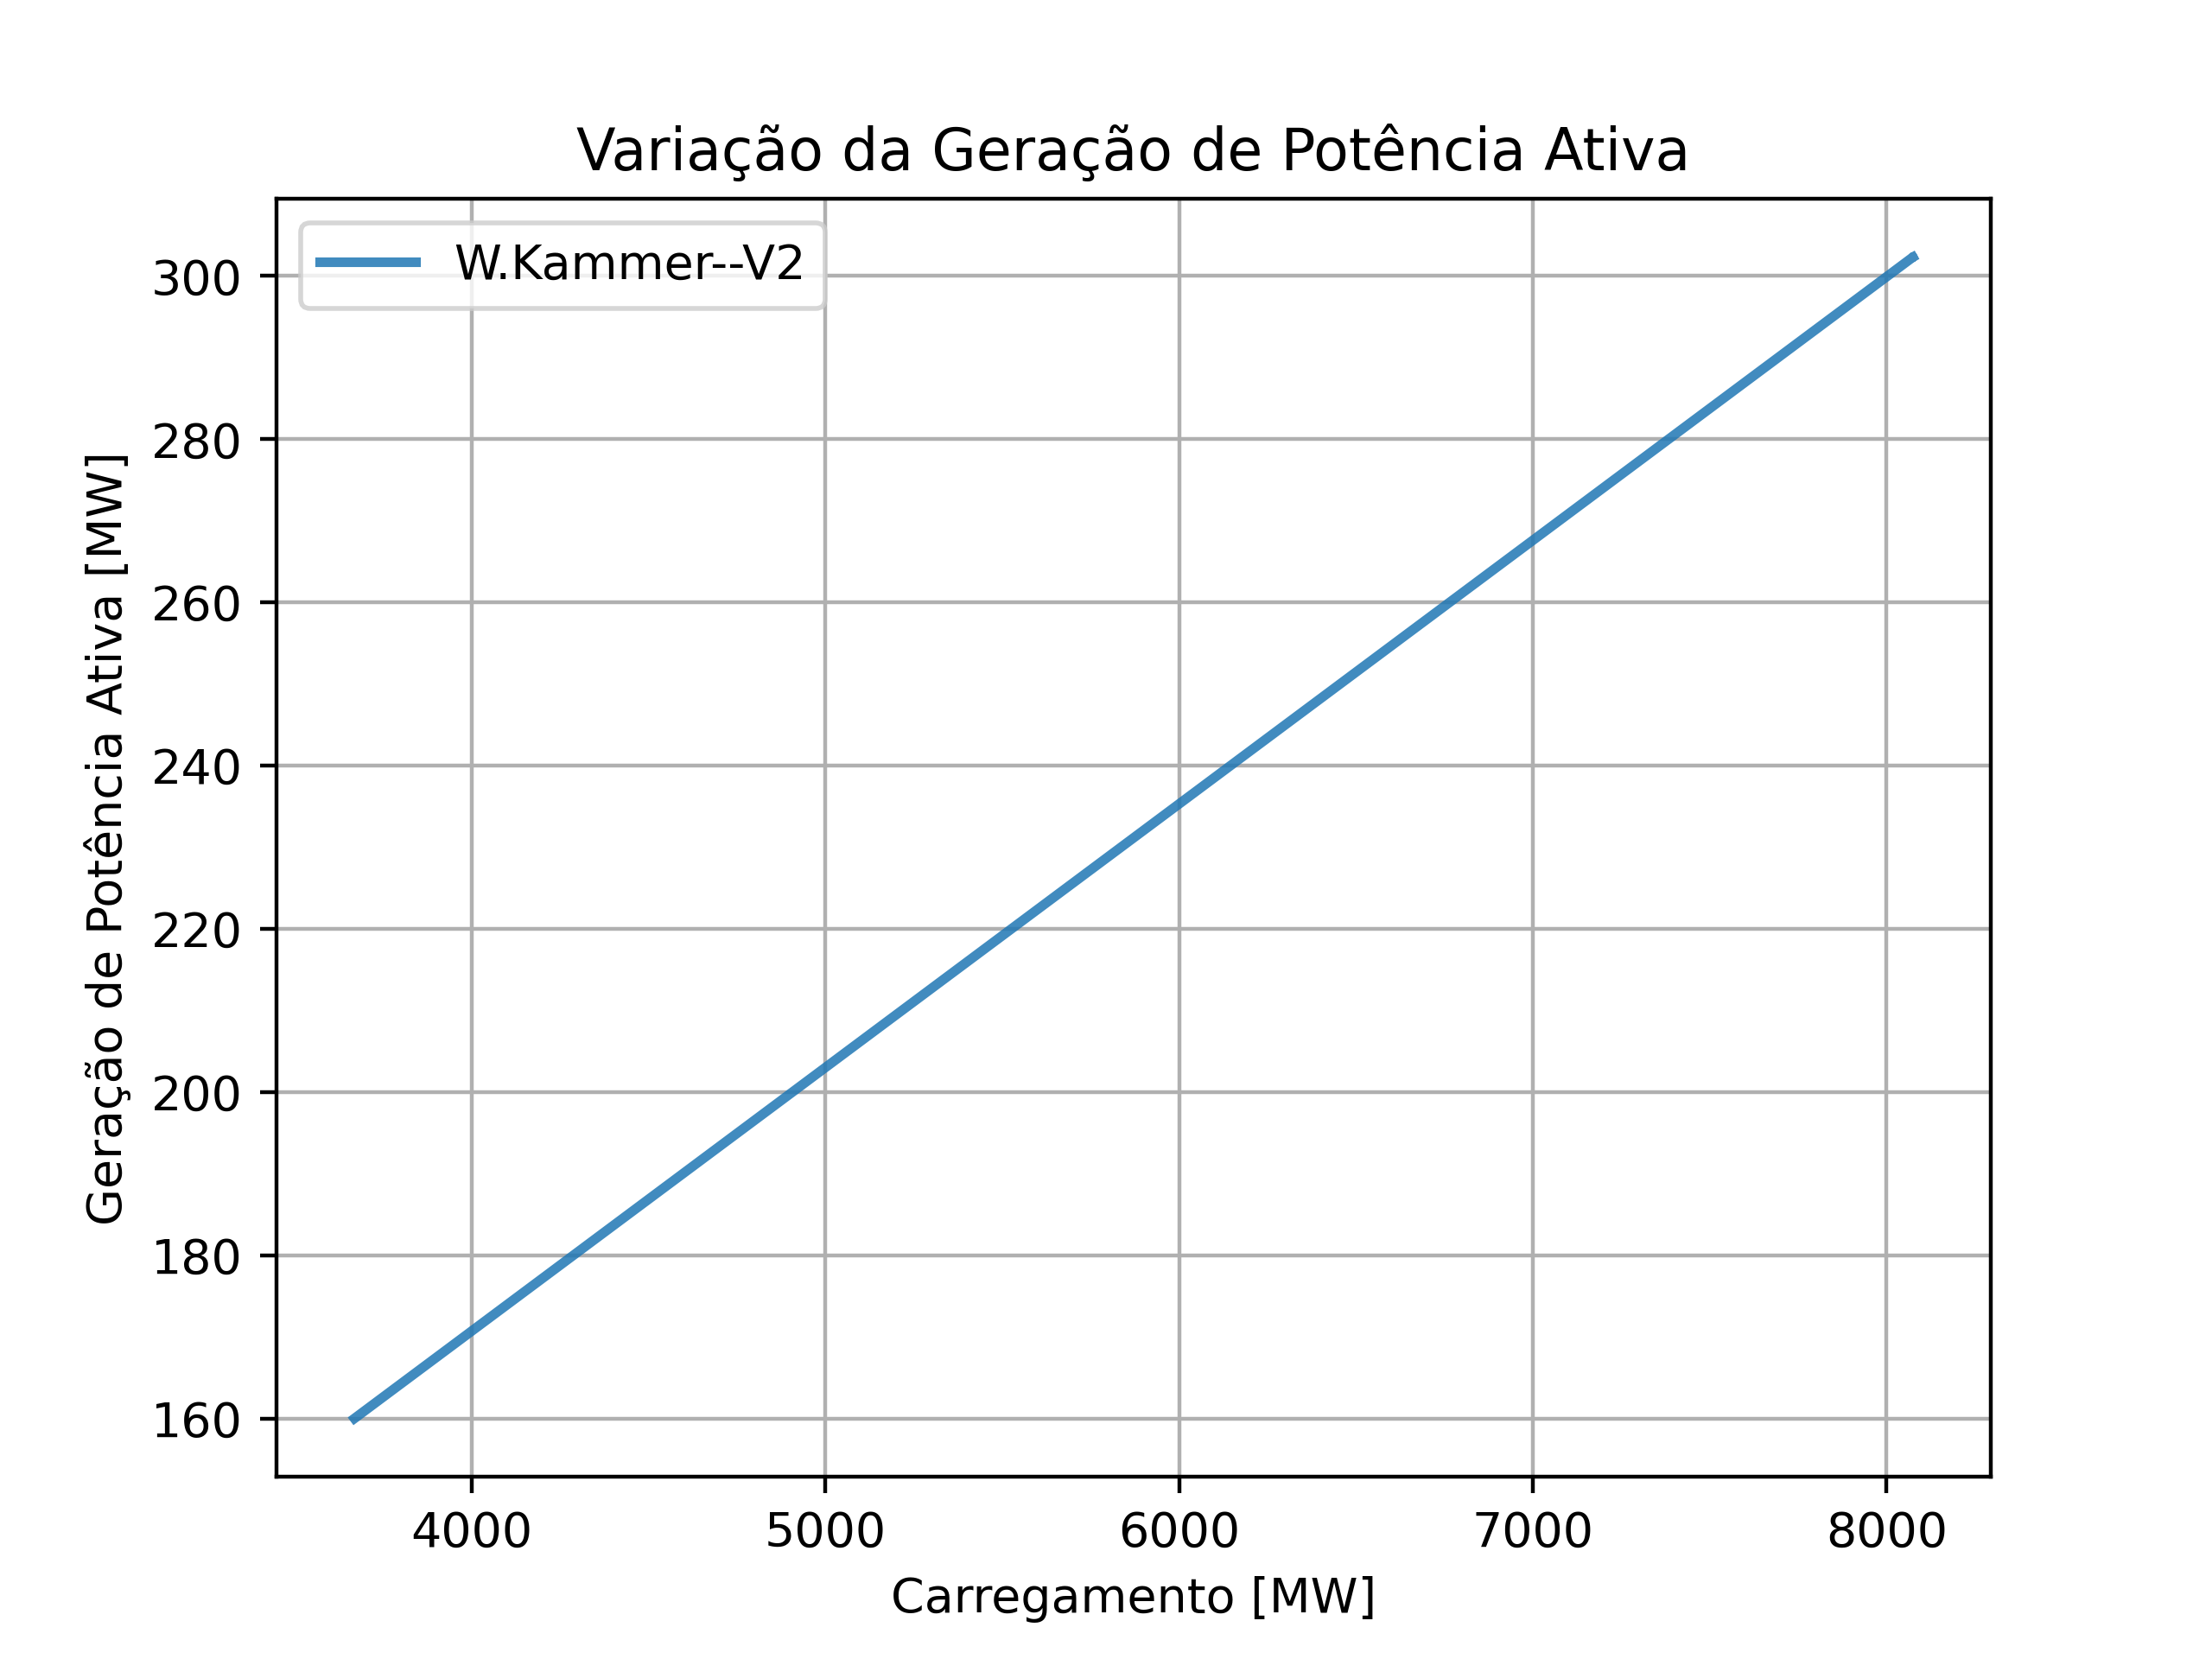 Variação da Geração de Potência Ativa
W.Kammer--V2
Geração de Potência Ativa [MW]
300
280
260
240
220
200
180
160
4000 5000 6000 7000 8000
Carregamento [MW]